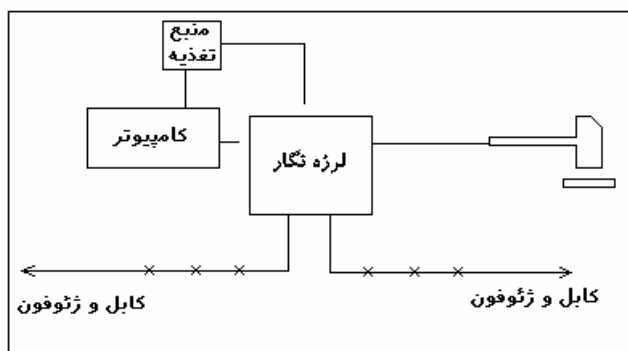 منبع
تغذیه
کامپیوتر
لرزه نگار
کابل و ژئوفون
کابل و ژئوفون